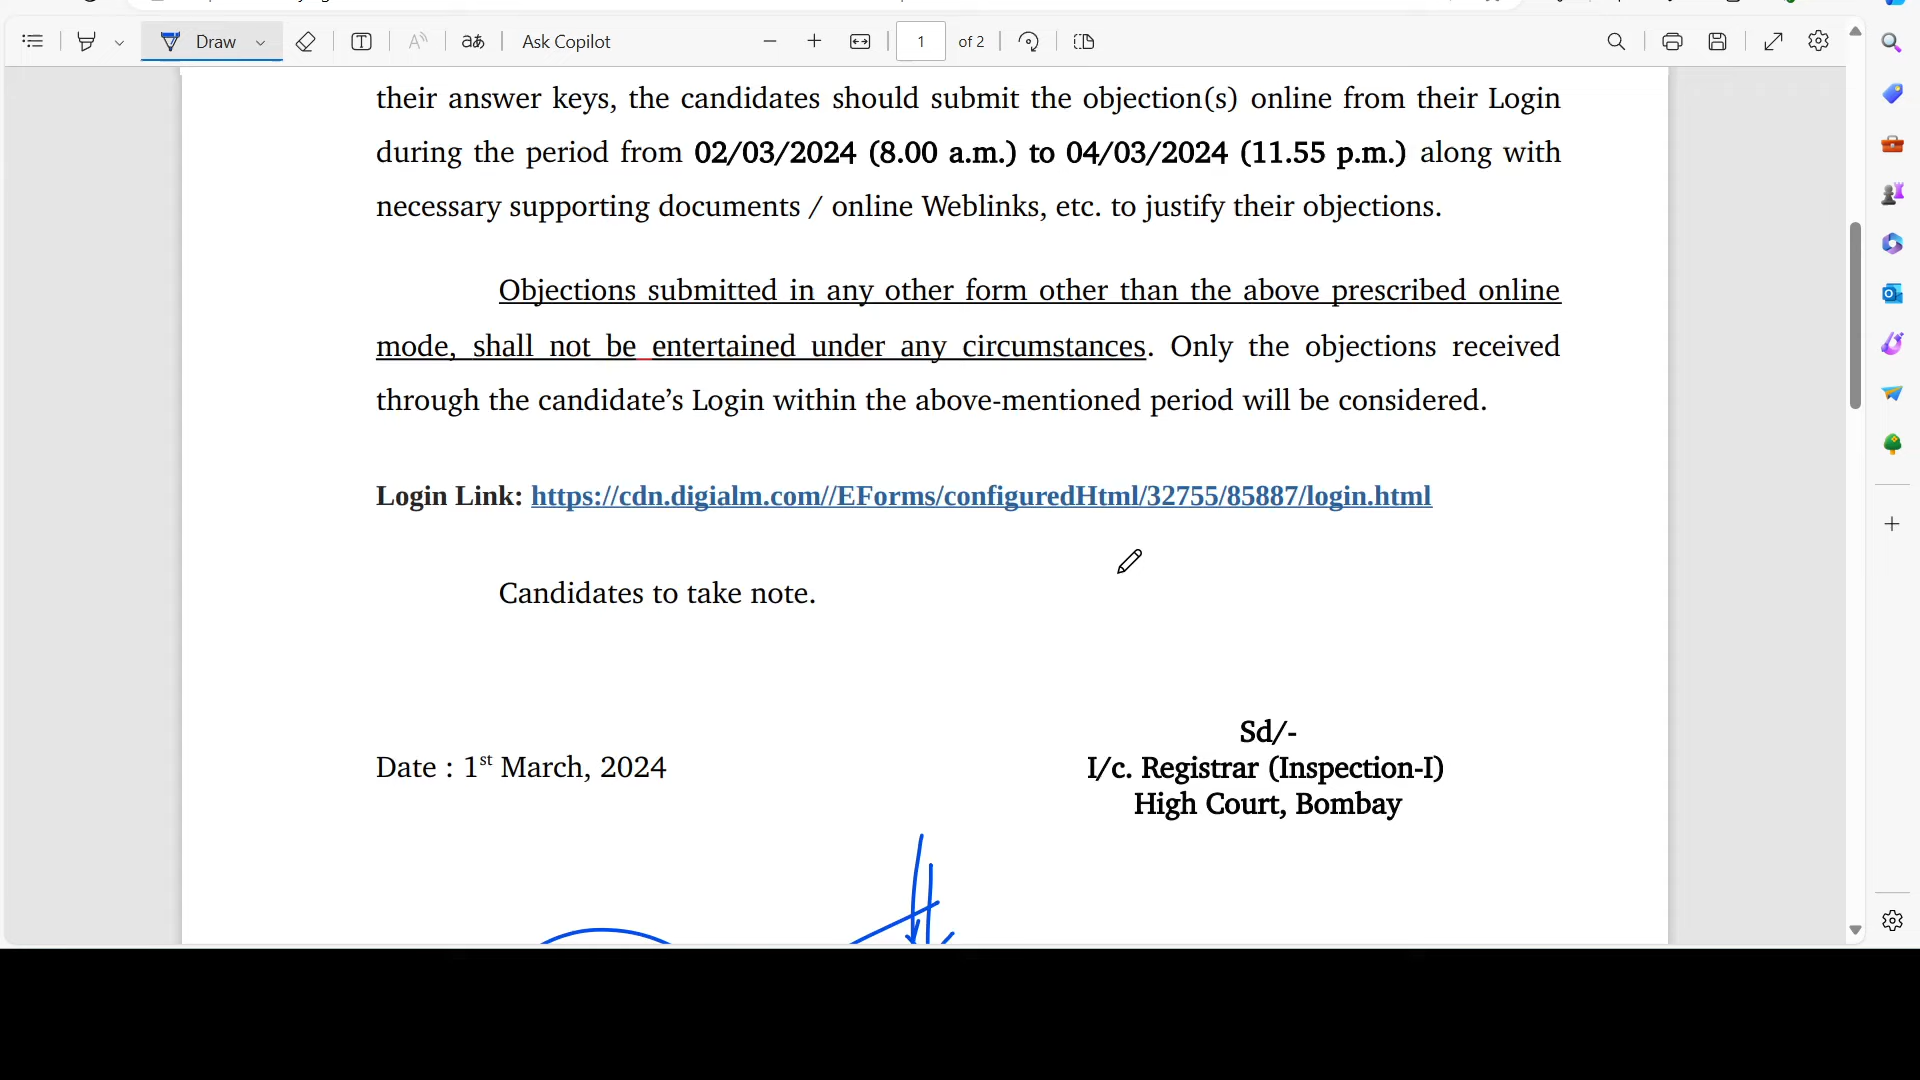 Draw
aあ
Ask Copilot
1
of 2
their answer keys, the candidates should submit the objection(s) online from their Login
during the period from 02/03/2024 (8.00 a.m.) to 04/03/2024 (11.55 p.m.) along with
necessary supporting documents / online Weblinks, etc. to justify their objections.
Objections submitted in any other form other than the above prescribed online
mode, shall not be entertained under any circumstances. Only the objections received
through the candidate’s Login within the above-mentioned period will be considered.
Login Link: https://cdn.digialm.com//EForms/configuredHtml/32755/85887/login.html
Candidates to take note.
Sd/-
Date : 1st March, 2024
I/c. Registrar (Inspection-I)
High Court, Bombay